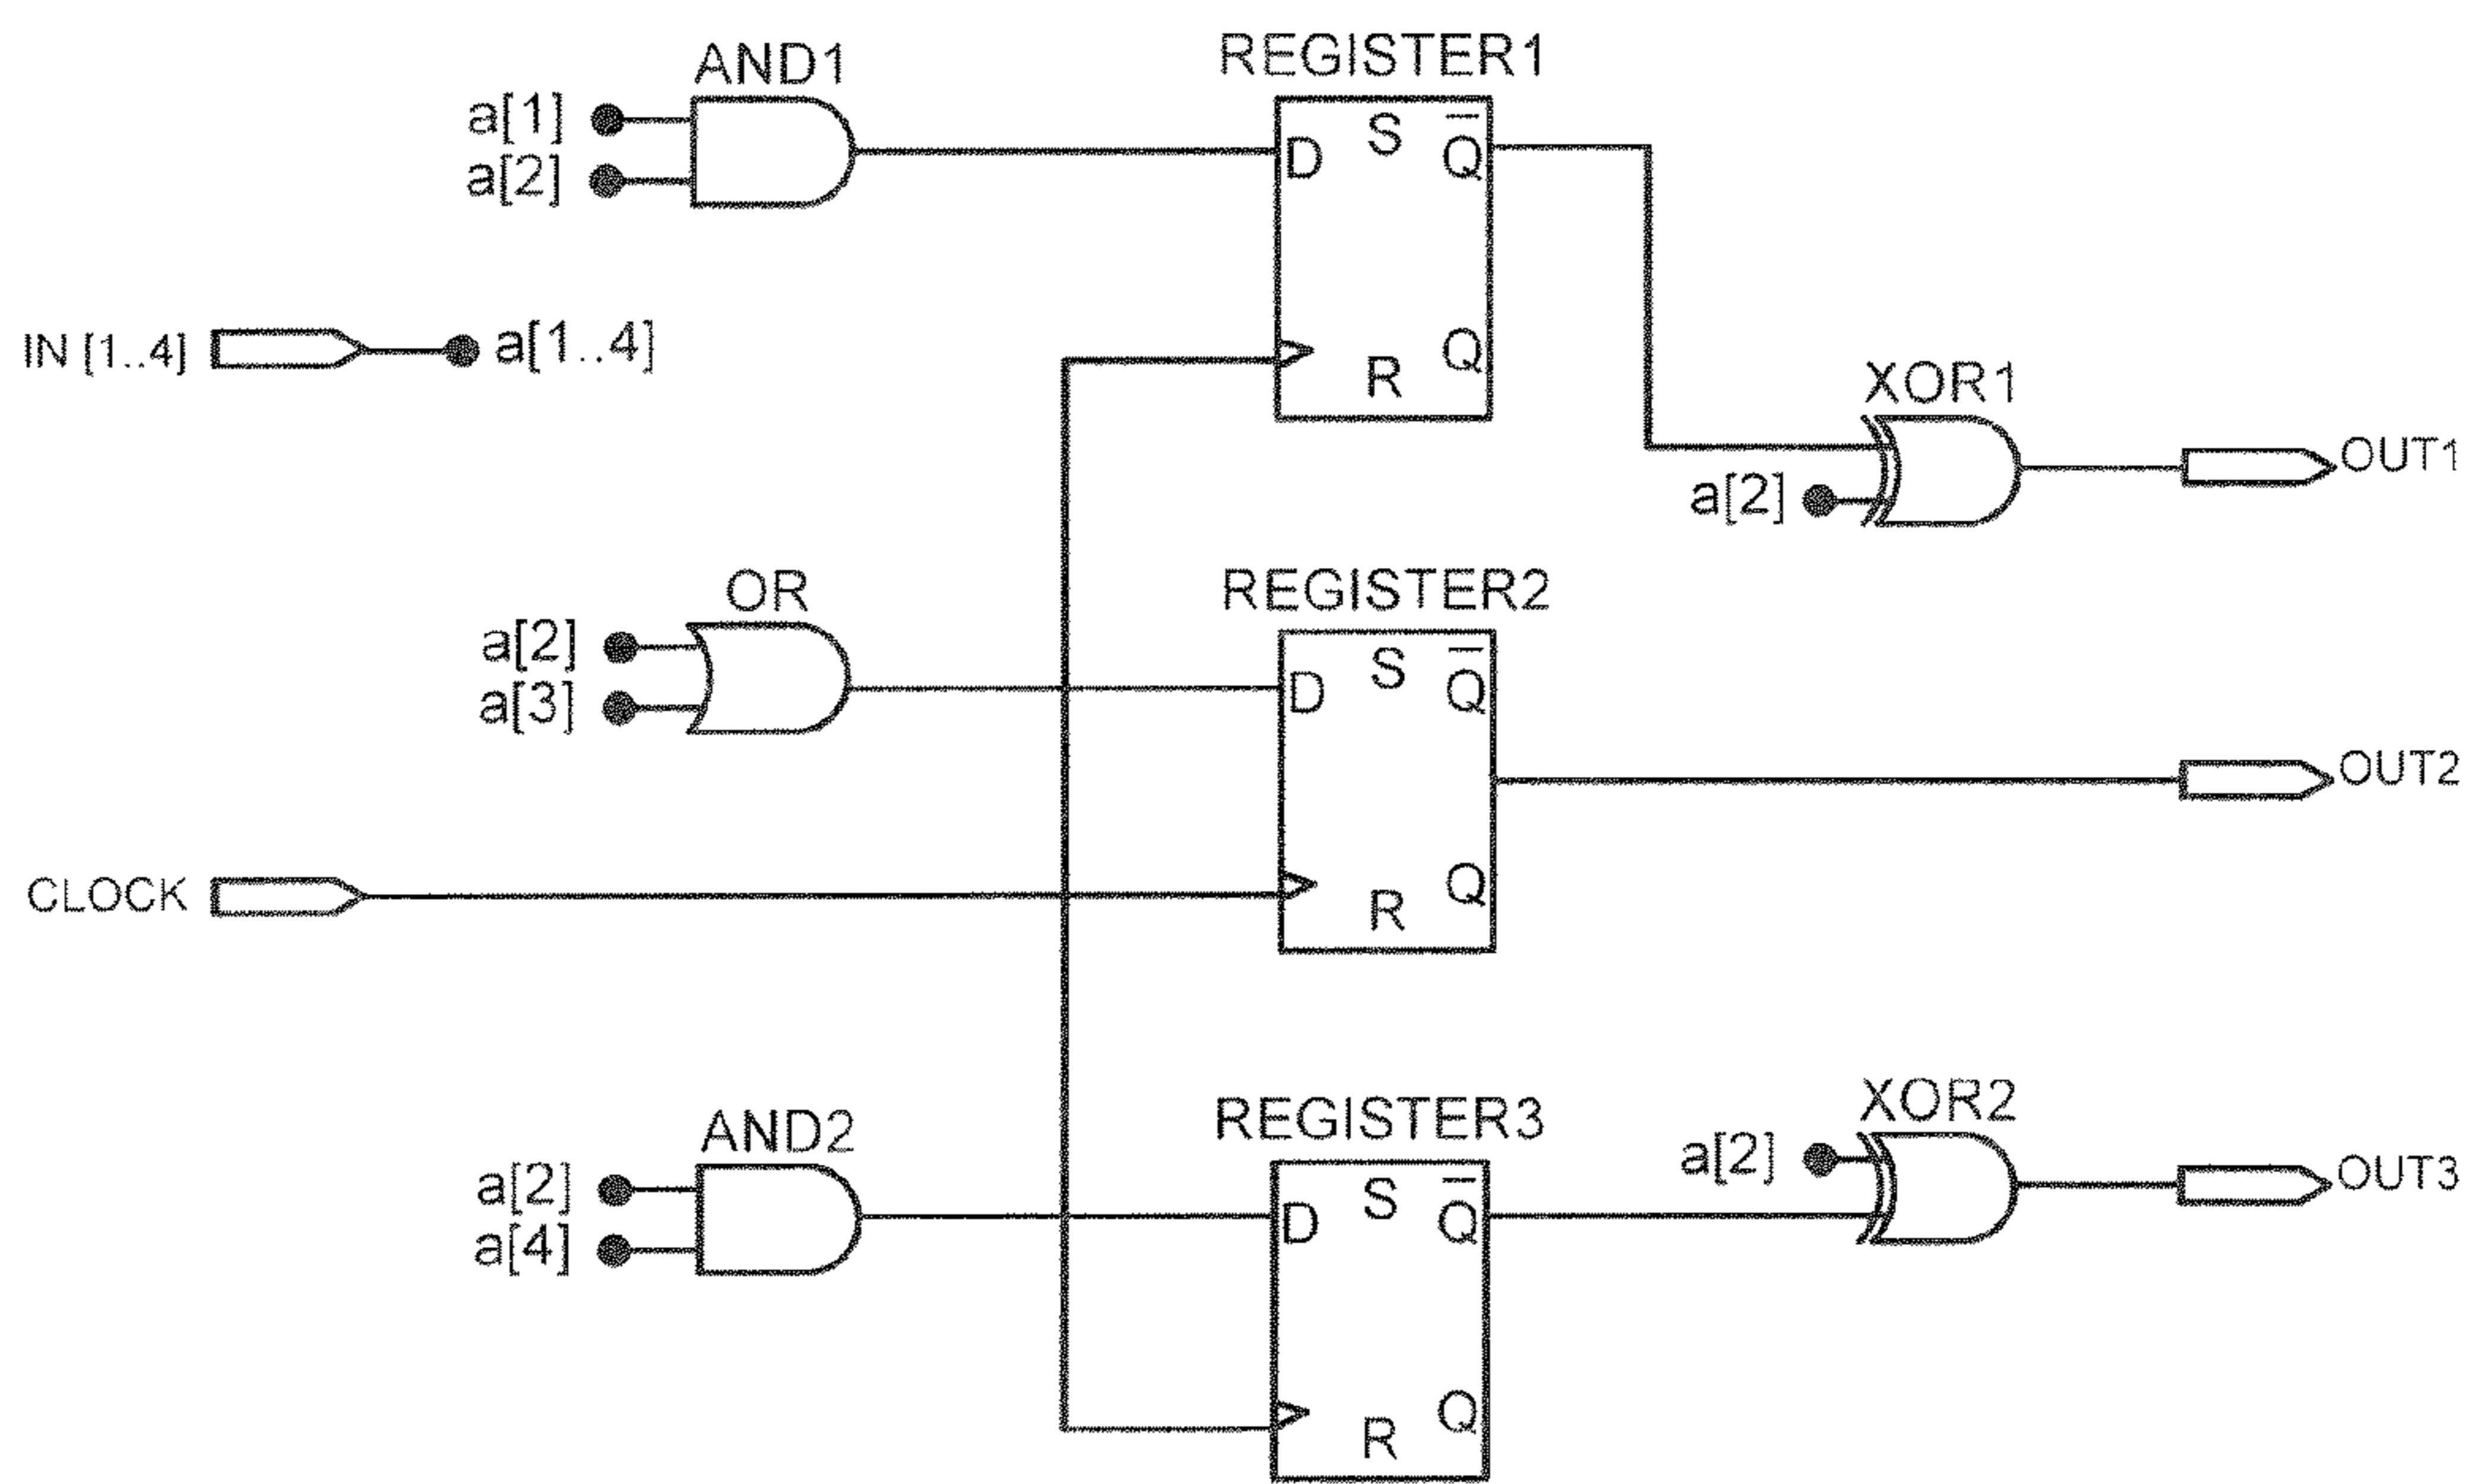 AND1
REGISTER1
a[1]
a[2]
D
S
Q̅
IN [1..4]
a[1..4]
R
Q
XOR1
OUT1
a[2]
OR
REGISTER2
a[2]
a[3]
D
S
Q̅
OUT2
CLOCK
R
Q
AND2
REGISTER3
XOR2
a[2]
a[4]
D
S
Q̅
a[2]
OUT3
R
Q